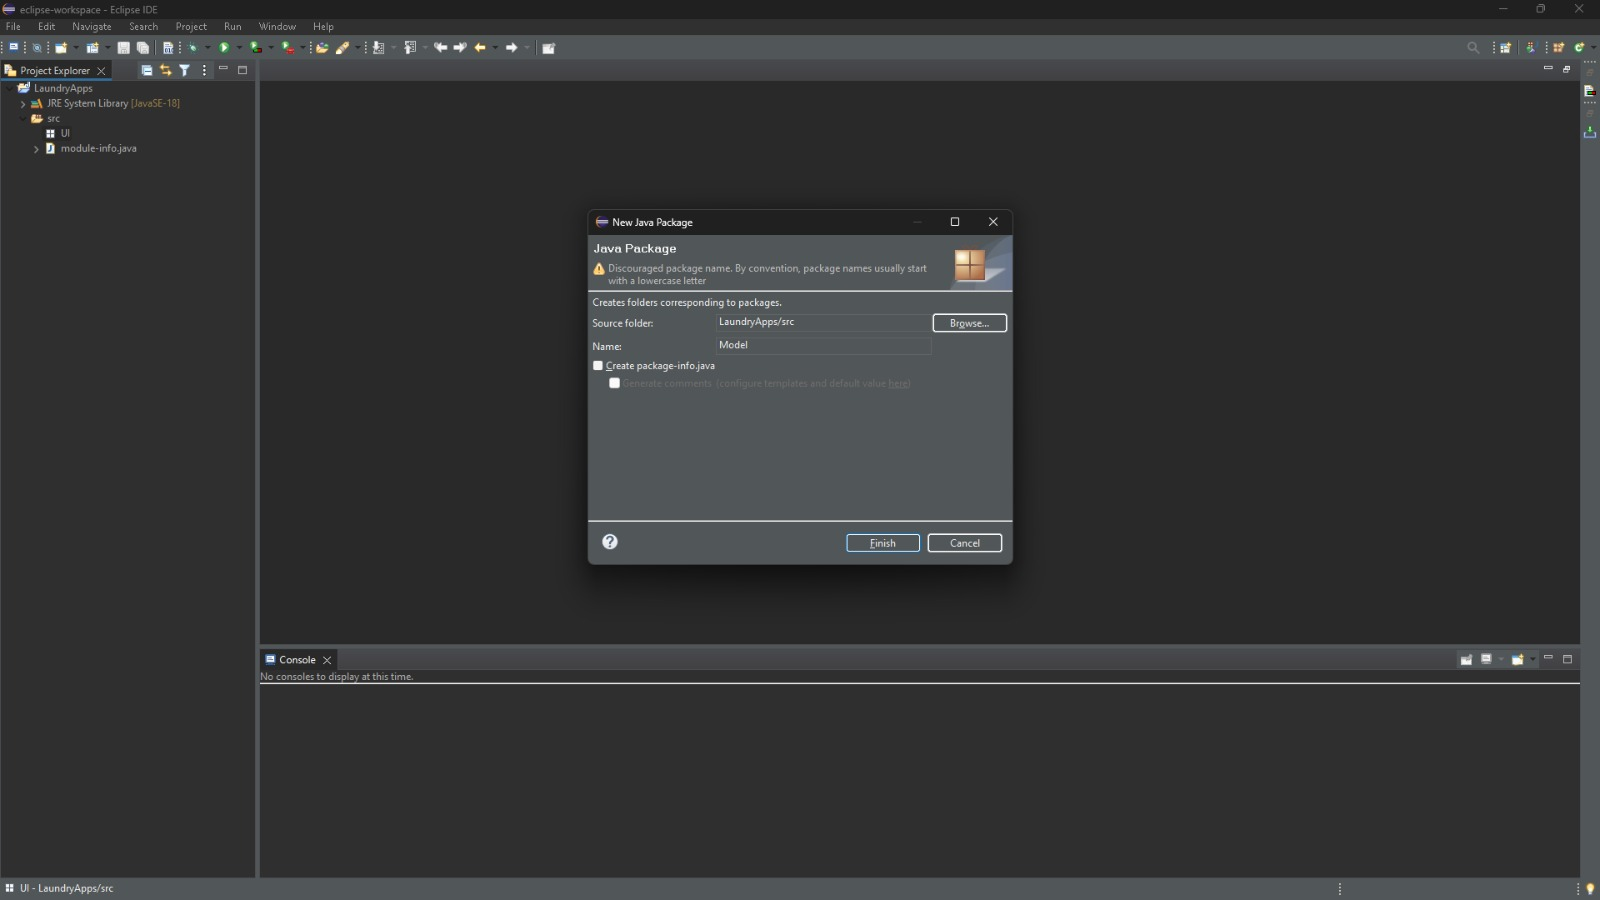 eclipse-workspace - Eclipse IDE
File Edit Navigate Search Project Run Window Help
Project Explorer
LaundryApps
JRE System Library [JavaSE-18]
src
UI
module-info.java
New Java Package
Java Package
Discouraged package name. By convention, package names usually start
with a lowercase letter
Creates folders corresponding to packages.
Source folder: LaundryApps/src Browse...
Name: Model
Create package-info.java
Generate comments (configure templates and default value here)
Finish Cancel
Console
No consoles to display at this time.
UI - LaundryApps/src